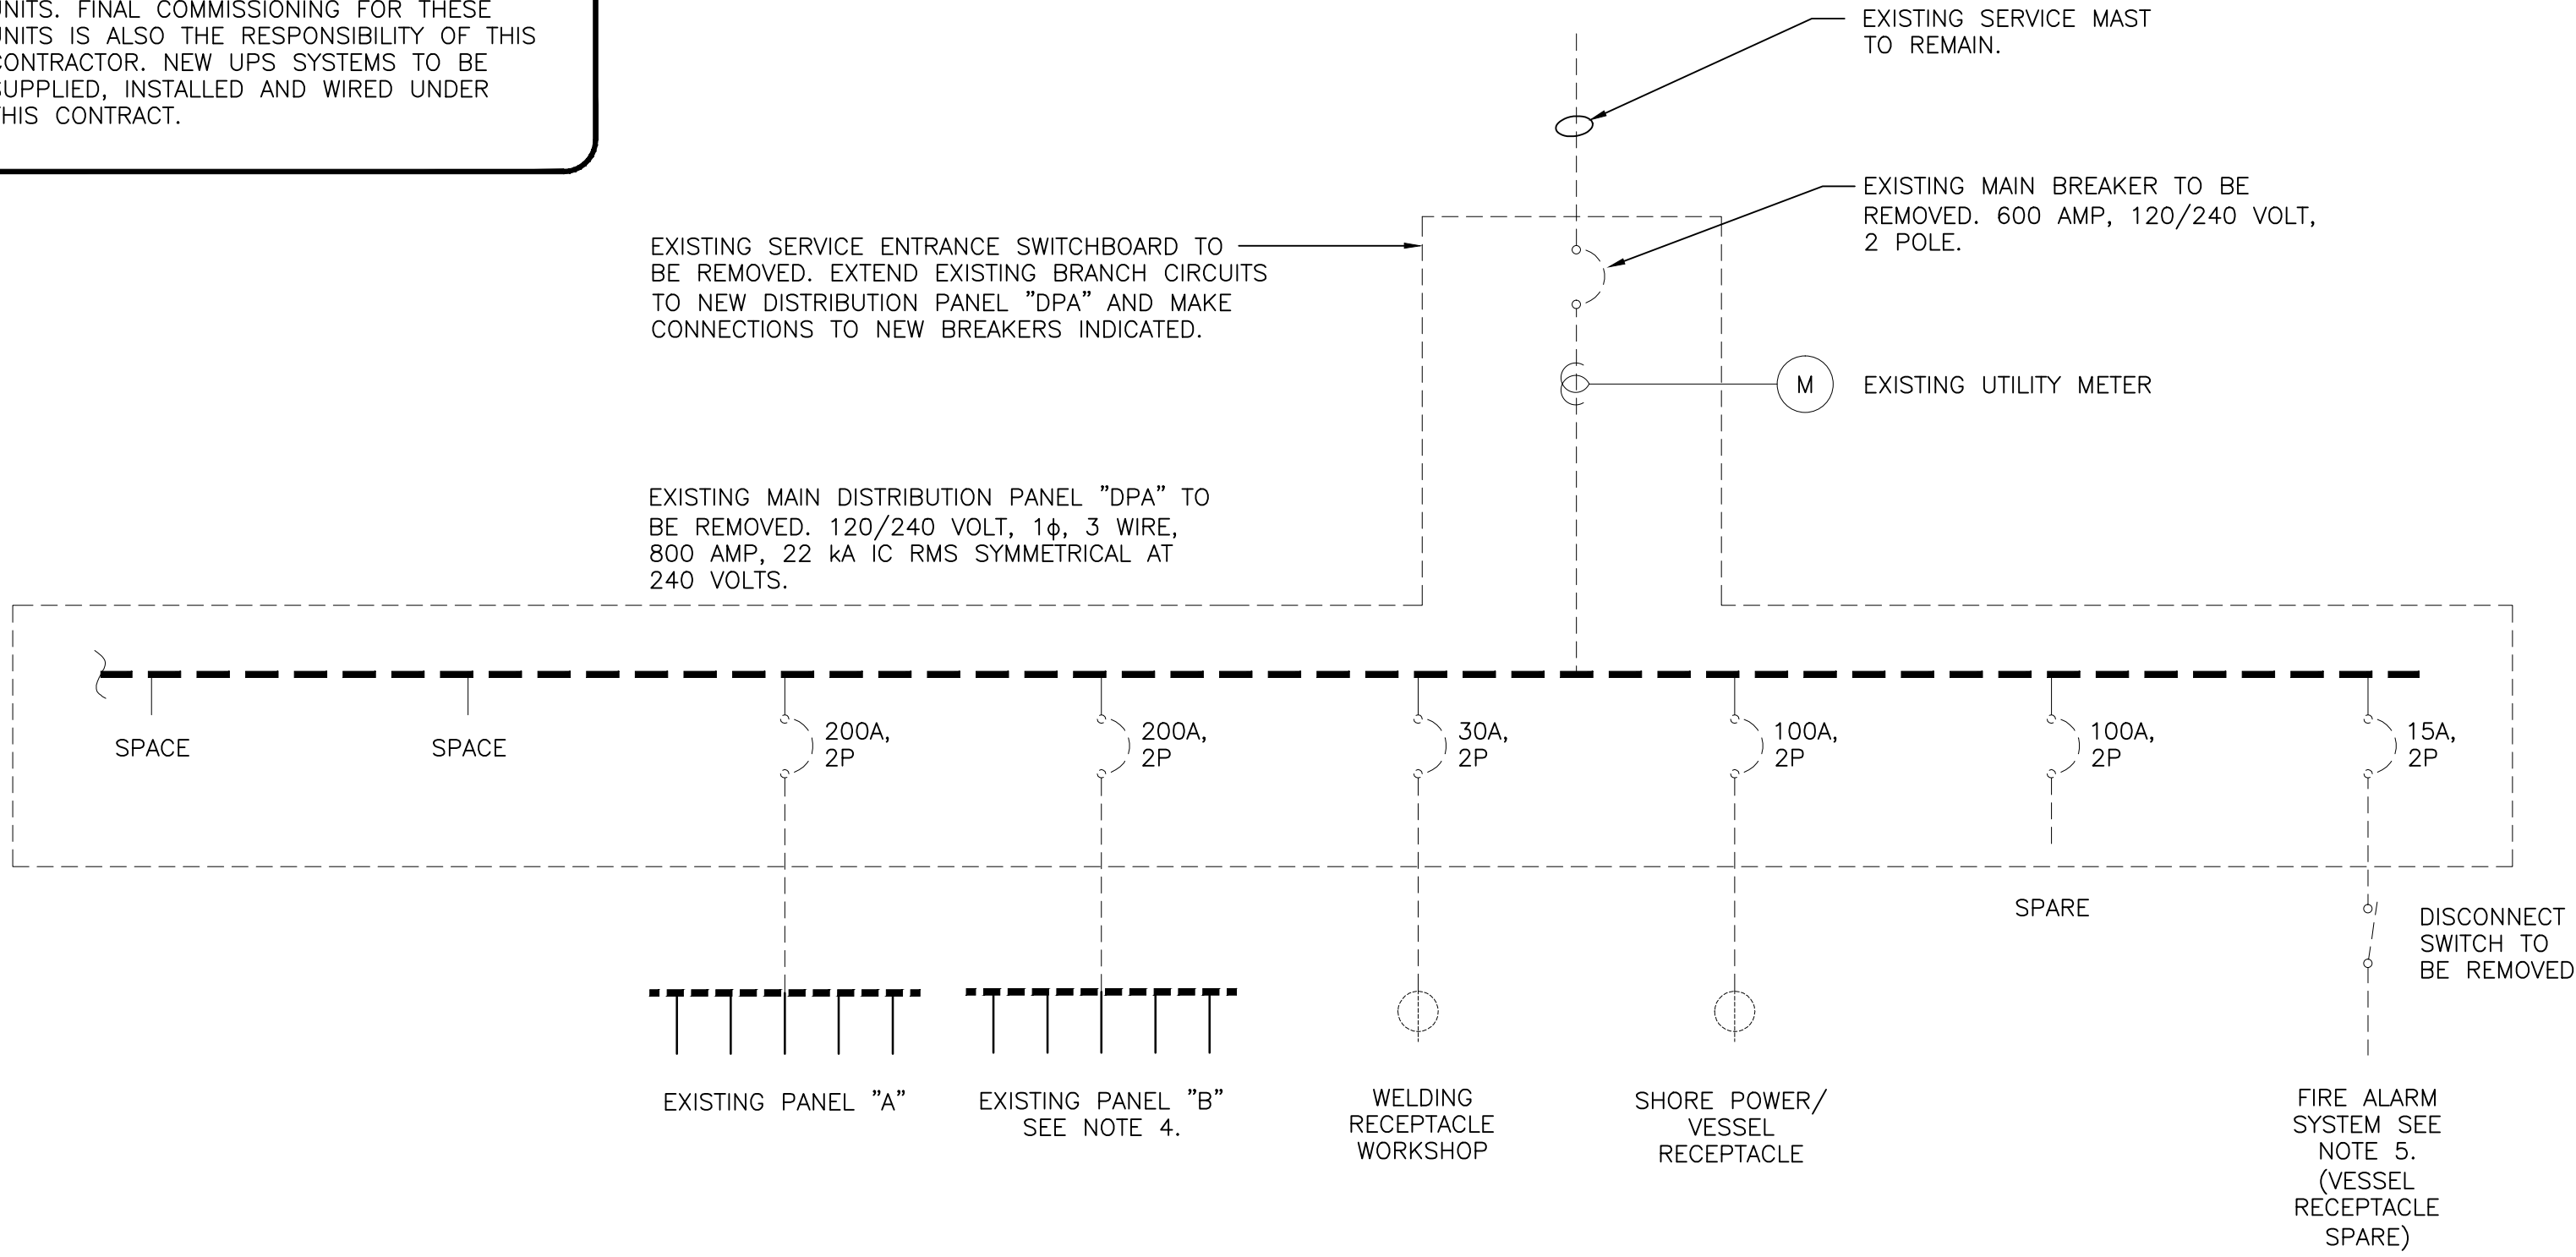 UNITS. FINAL COMMISSIONING FOR THESE
UNITS IS ALSO THE RESPONSIBILITY OF THIS
CONTRACTOR. NEW UPS SYSTEMS TO BE
SUPPLIED, INSTALLED AND WIRED UNDER
THIS CONTRACT.
EXISTING SERVICE MAST
TO REMAIN.
EXISTING MAIN BREAKER TO BE
REMOVED. 600 AMP, 120/240 VOLT,
2 POLE.
EXISTING SERVICE ENTRANCE SWITCHBOARD TO
BE REMOVED. EXTEND EXISTING BRANCH CIRCUITS
TO NEW DISTRIBUTION PANEL "DPA" AND MAKE
CONNECTIONS TO NEW BREAKERS INDICATED.
M
EXISTING UTILITY METER
EXISTING MAIN DISTRIBUTION PANEL "DPA" TO
BE REMOVED. 120/240 VOLT, 1ϕ, 3 WIRE,
800 AMP, 22 kA IC RMS SYMMETRICAL AT
240 VOLTS.
SPACE
SPACE
200A,
2P
200A,
2P
30A,
2P
100A,
2P
100A,
2P
15A,
2P
SPARE
DISCONNECT
SWITCH TO
BE REMOVED
EXISTING PANEL "A"
EXISTING PANEL "B"
SEE NOTE 4.
WELDING
RECEPTACLE
WORKSHOP
SHORE POWER/
VESSEL
RECEPTACLE
FIRE ALARM
SYSTEM SEE
NOTE 5.
(VESSEL
RECEPTACLE
SPARE)